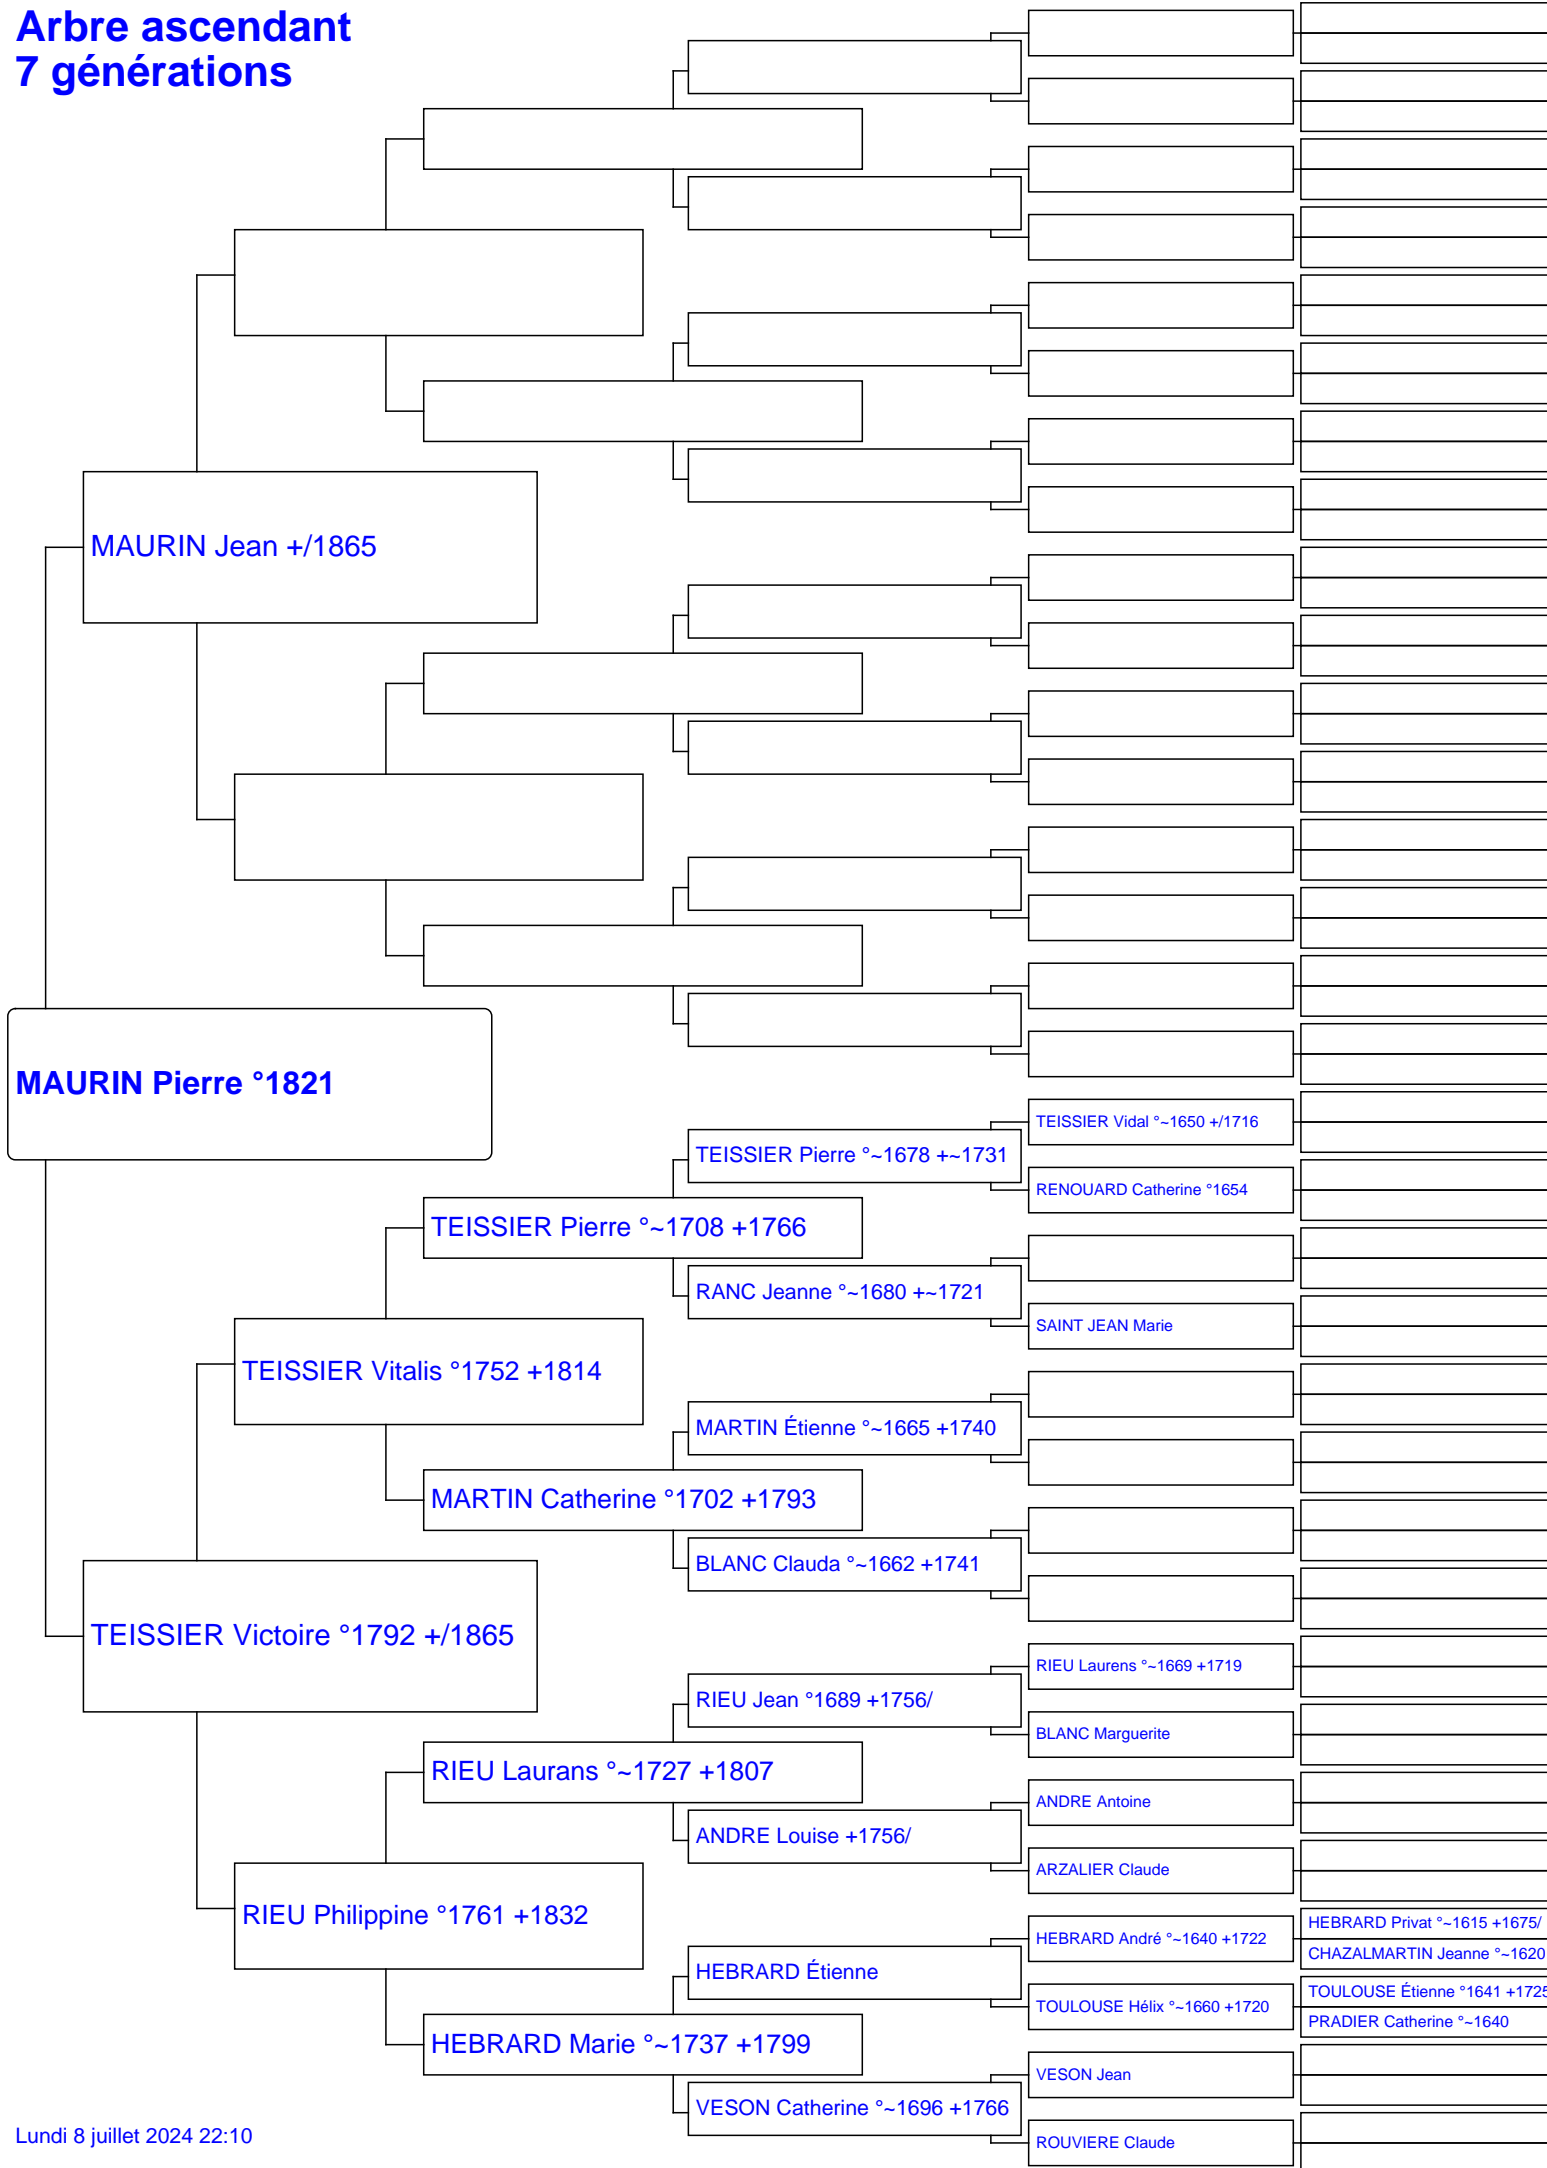 Arbre ascendant
7 générations
MAURIN Jean +/1865
MAURIN Pierre °1821
TEISSIER Vidal °~1650 +/1716
TEISSIER Pierre °~1678 +~1731
RENOUARD Catherine °1654
TEISSIER Pierre °~1708 +1766
RANC Jeanne °~1680 +~1721
SAINT JEAN Marie
TEISSIER Vitalis °1752 +1814
MARTIN Étienne °~1665 +1740
MARTIN Catherine °1702 +1793
BLANC Clauda °~1662 +1741
TEISSIER Victoire °1792 +/1865
RIEU Laurens °~1669 +1719
RIEU Jean °1689 +1756/
BLANC Marguerite
RIEU Laurans °~1727 +1807
ANDRE Antoine
ANDRE Louise +1756/
ARZALIER Claude
RIEU Philippine °1761 +1832
HEBRARD Privat °~1615 +1675/
HEBRARD André °~1640 +1722
CHAZALMARTIN Jeanne °~1620
HEBRARD Étienne
TOULOUSE Étienne °1641 +1725
TOULOUSE Hélix °~1660 +1720
PRADIER Catherine °~1640
HEBRARD Marie °~1737 +1799
VESON Jean
VESON Catherine °~1696 +1766
ROUVIERE Claude
Lundi 8 juillet 2024 22:10